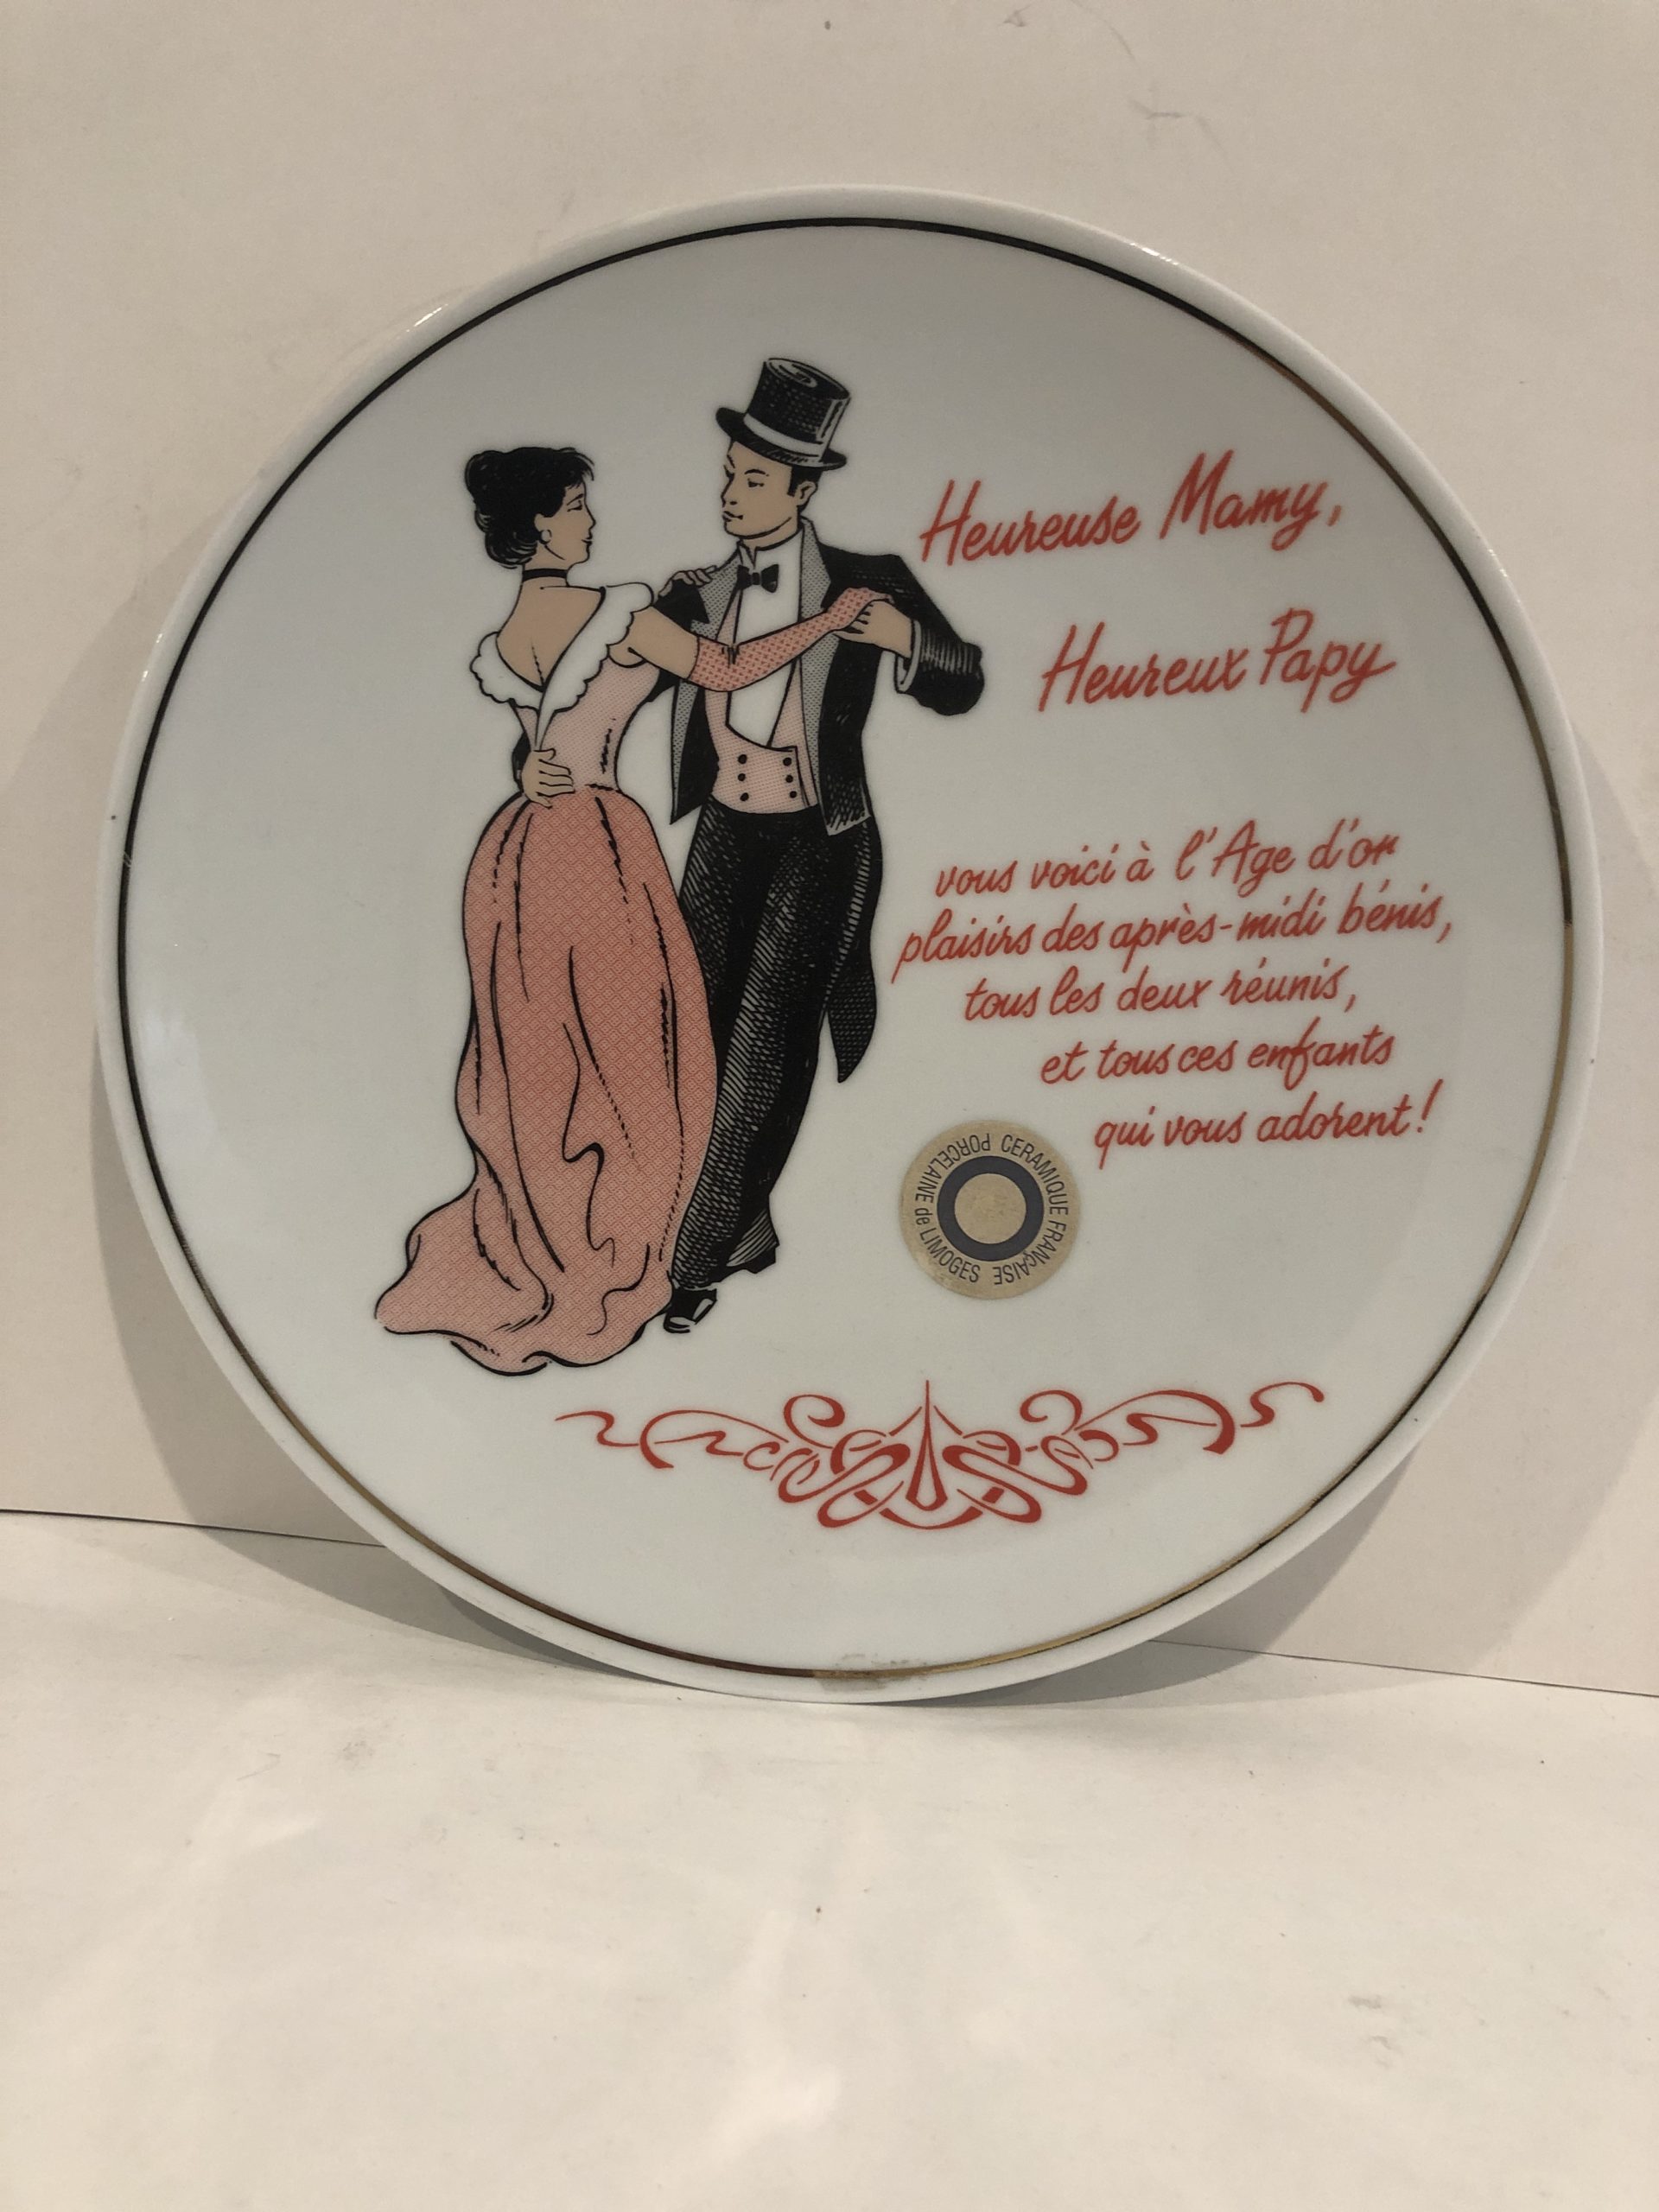 Heureuse Mamy,
Heureux Papy
vous voici à l'Age d'or
plaisirs des après-midi bénis,
tous les deux réunis,
et tous ces enfants
qui vous adorent!
PORCELAINE de LIMOGES
CERAMIQUE FRANÇAISE